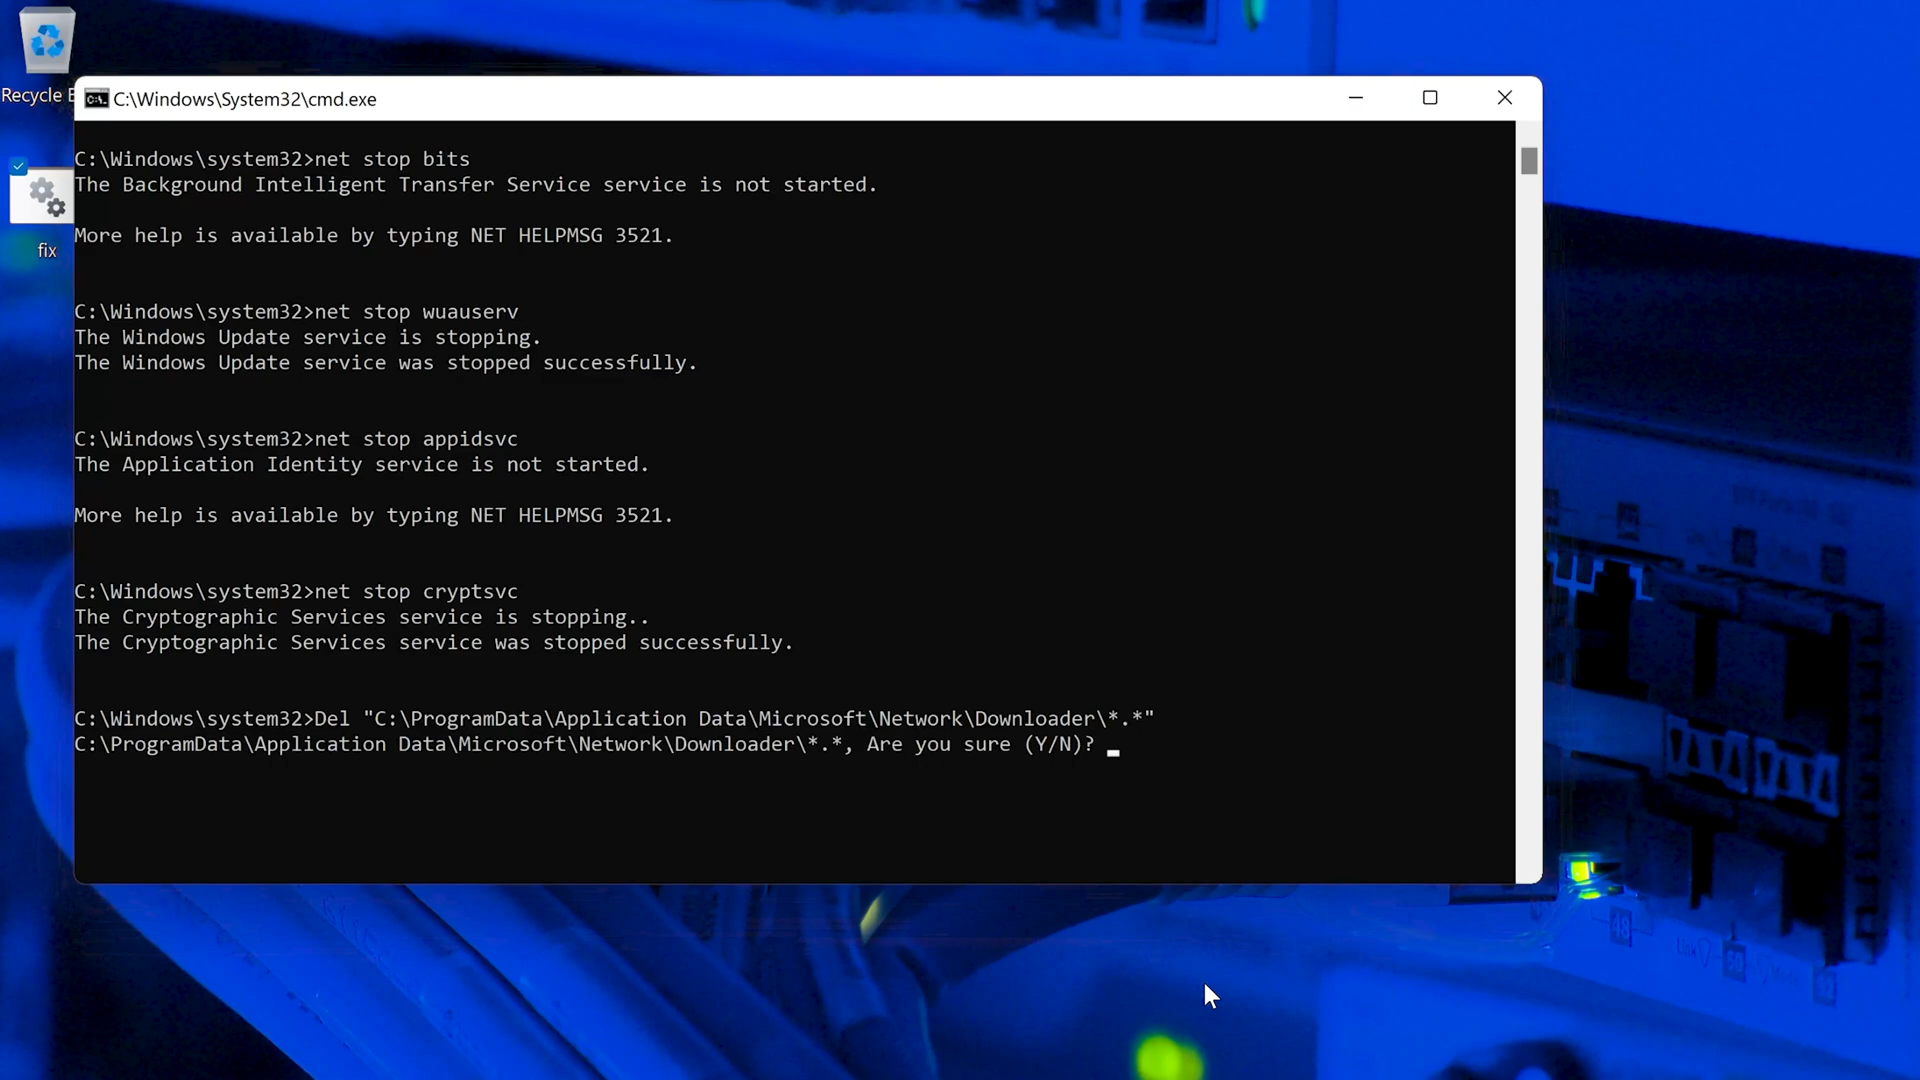 Recycle B
fix
C:\Windows\System32\cmd.exe
C:\Windows\system32>net stop bits
The Background Intelligent Transfer Service service is not started.
More help is available by typing NET HELPMSG 3521.
C:\Windows\system32>net stop wuauserv
The Windows Update service is stopping.
The Windows Update service was stopped successfully.
C:\Windows\system32>net stop appidsvc
The Application Identity service is not started.
More help is available by typing NET HELPMSG 3521.
C:\Windows\system32>net stop cryptsvc
The Cryptographic Services service is stopping..
The Cryptographic Services service was stopped successfully.
C:\Windows\system32>Del "C:\ProgramData\Application Data\Microsoft\Network\Downloader\*.*"
C:\ProgramData\Application Data\Microsoft\Network\Downloader\*.*, Are you sure (Y/N)?
48